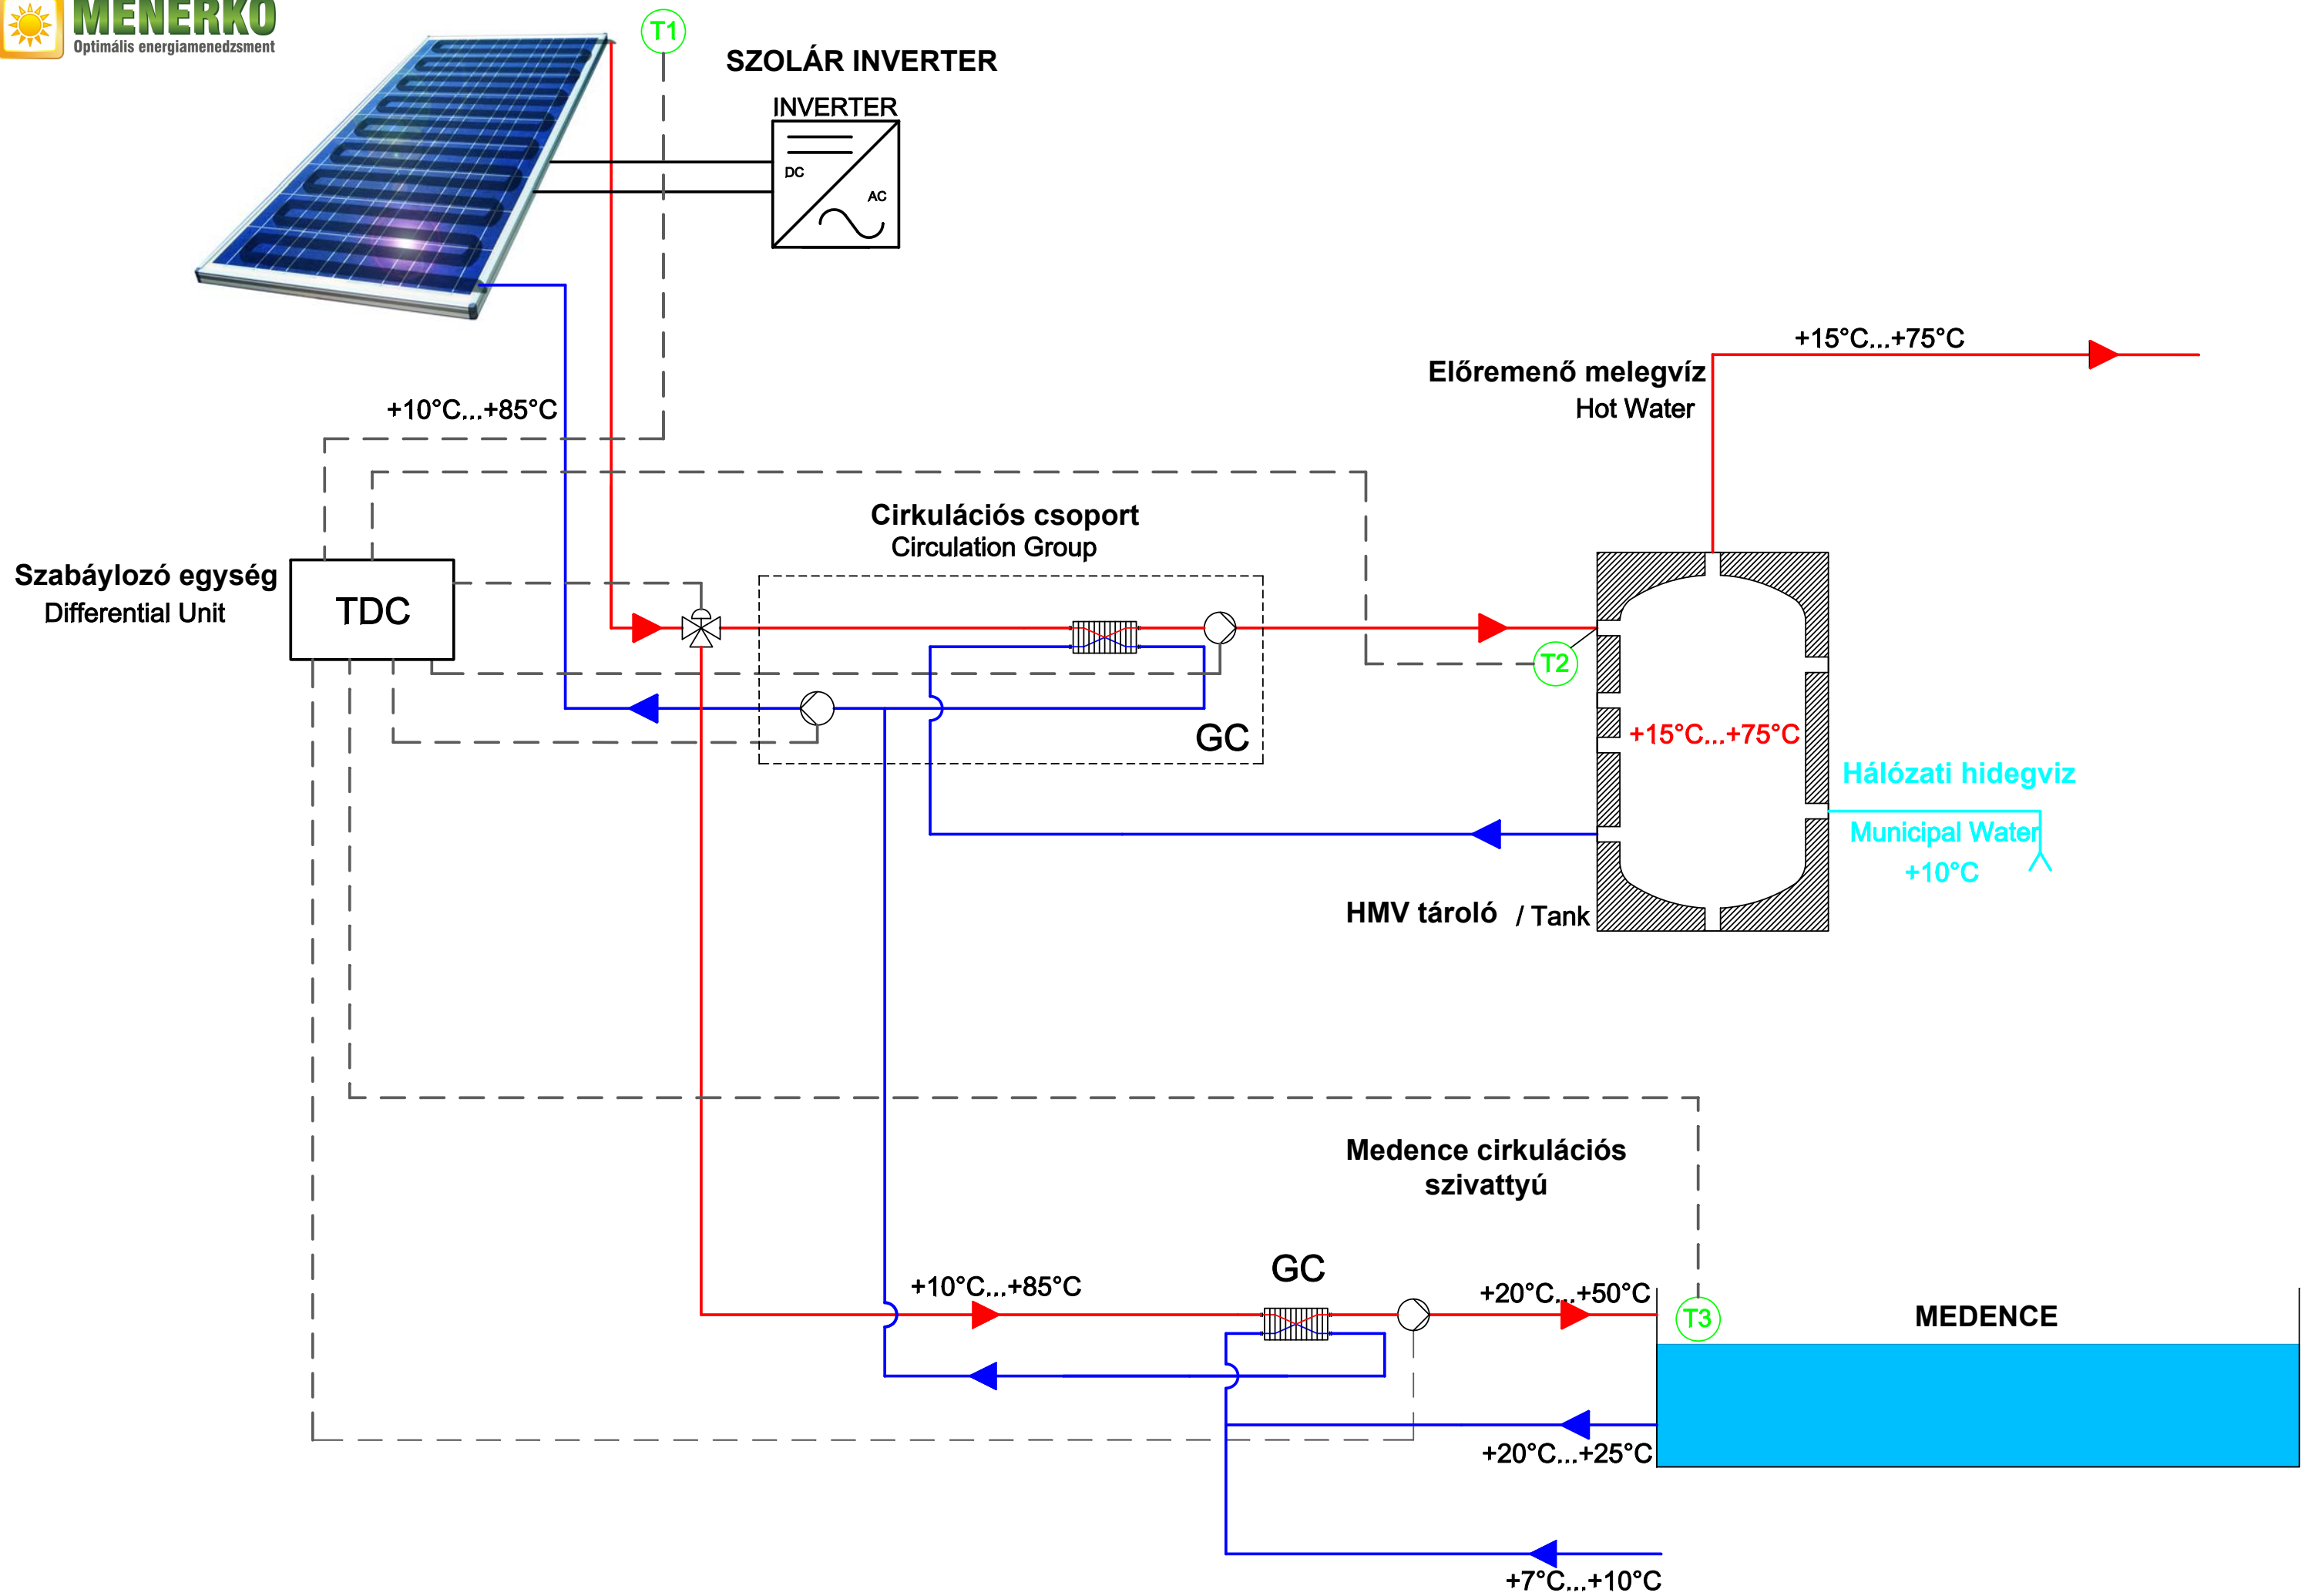 MENERKO
Optimális energiamenedzsment
T1
SZOLÁR INVERTER
INVERTER
DC
AC
+15°C...+75°C
Előremenő melegvíz
Hot Water
+10°C...+85°C
Cirkulációs csoport
Circulation Group
Szabáylozó egység
Differential Unit
TDC
T2
GC
+15°C...+75°C
Hálózati hidegviz
Municipal Water
+10°C
HMV tároló / Tank
Medence cirkulációs
szivattyú
GC
+10°C...+85°C
+20°C...+50°C
T3
MEDENCE
+20°C...+25°C
+7°C...+10°C